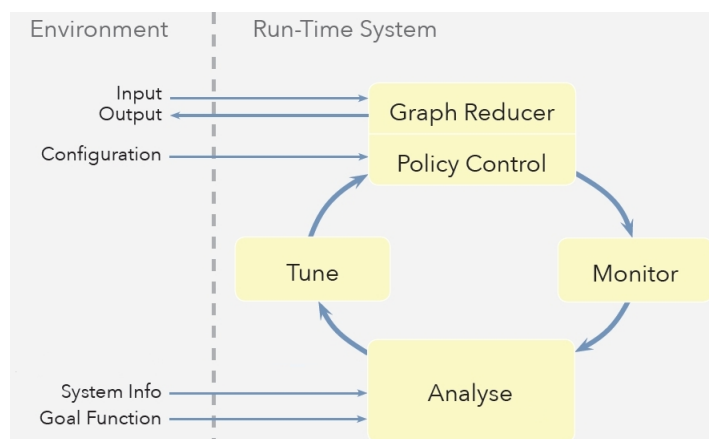 Environment
Run-Time System
Input
Output
Graph Reducer
Configuration
Policy Control
Tune
Monitor
System Info
Analyse
Goal Function